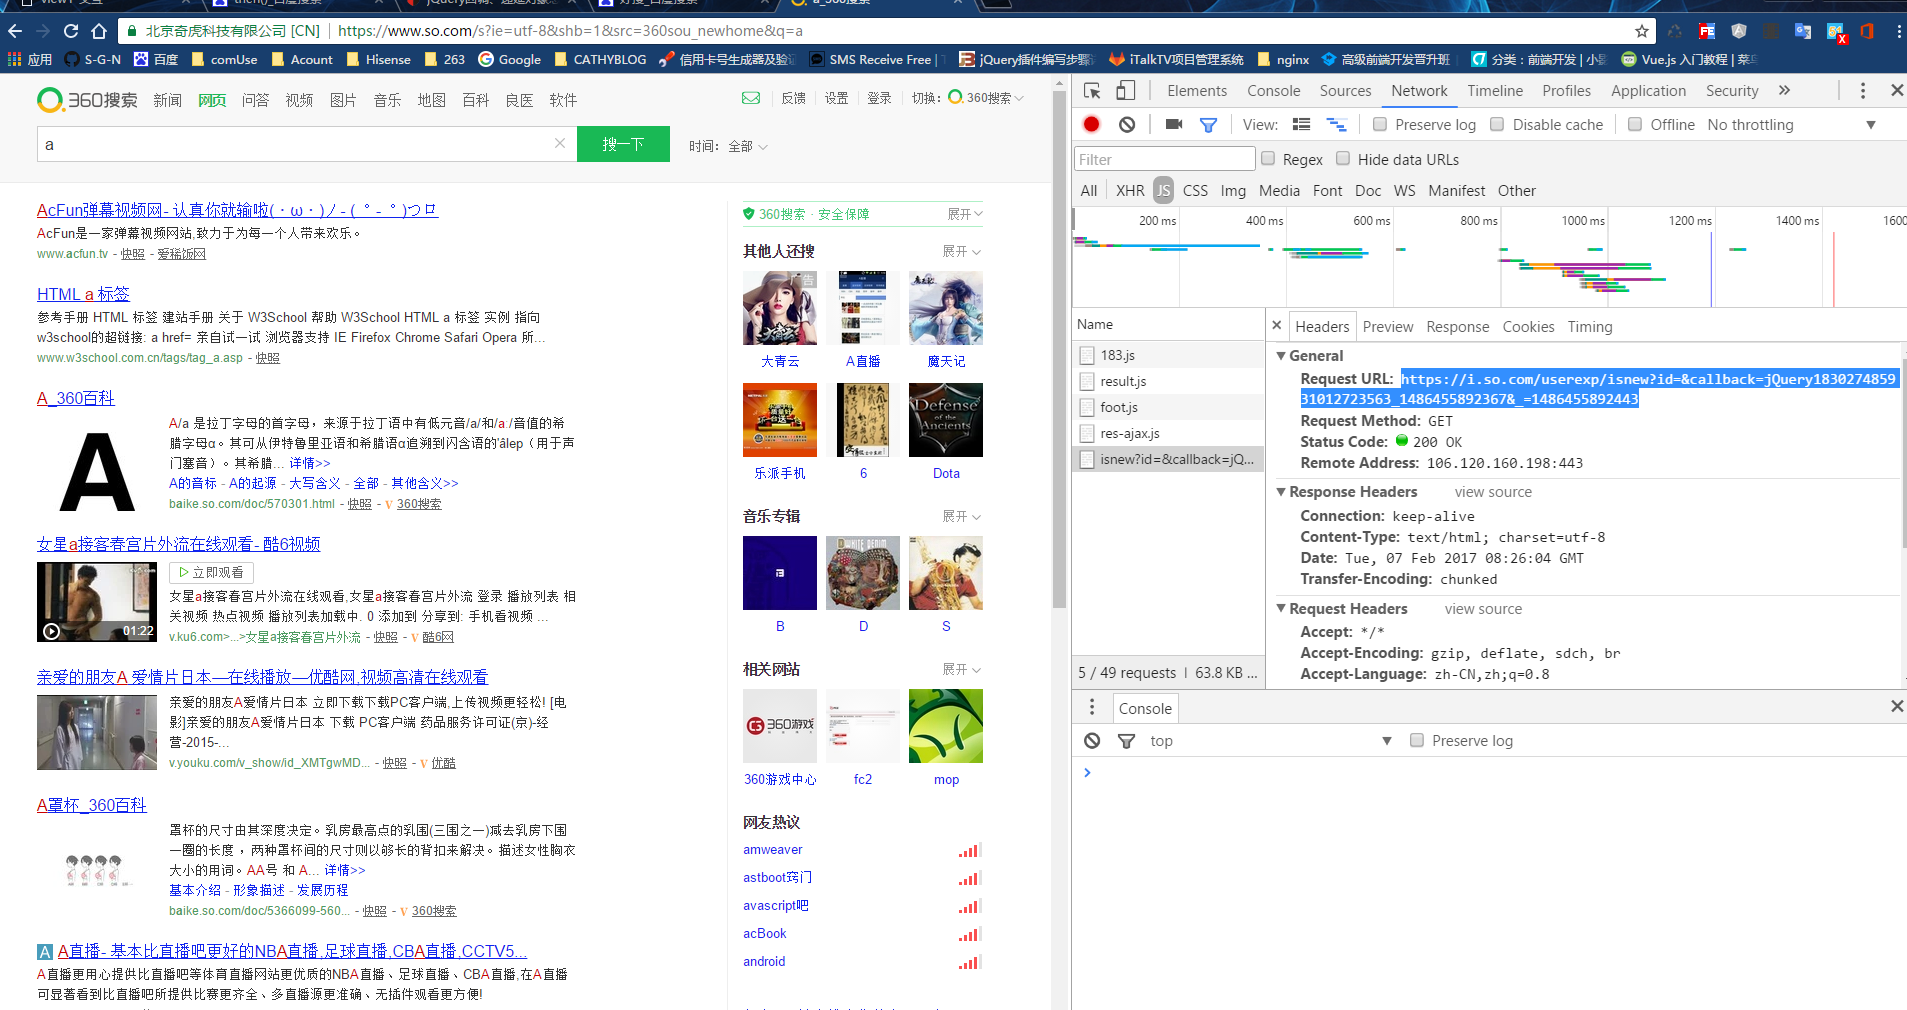 北京奇虎科技有限公司 [CN] https://www.so.com/s?ie=utf-8&shb=1&src=360sou_newhome&q=a
应用 S-G-N 百度 comUse Acount Hisense 263 Google CATHYBLOG 信用卡号生成器及验证 SMS Receive Free | T jQuery插件编写步骤 iTalkTV项目管理系统 nginx 高级前端开发晋升班 分类：前端开发 | 小 Vue.js 入门教程 | 菜鸟
360搜索 新闻 网页 问答 视频 图片 音乐 地图 百科 良医 软件
反馈 设置 登录 切换： 360搜索
a 搜一下 时间： 全部
AcFun弹幕视频网- 认真你就输啦(・ω・)ノ- ( ゜- ゜)つロ
AcFun是一家弹幕视频网站,致力于为每一个人带来欢乐。
www.acfun.tv - 快照 - 爱稀饭网
HTML a 标签
参考手册 HTML 标签 建站手册 关于 W3School 帮助 W3School HTML a 标签 实例 指向
w3school的超链接: a href= 亲自试一试 浏览器支持 IE Firefox Chrome Safari Opera 所...
www.w3school.com.cn/tags/tag_a.asp - 快照
A_360百科
A
A/a 是拉丁字母的首字母，来源于拉丁语中有低元音/a/和/aː/音值的希
腊字母α。其可从伊特鲁里亚语和希腊语α追溯到闪含语的'ālep（用于声
门塞音）。其希腊... 详情>>
A的音标 - A的起源 - 大写含义 - 全部 - 其他含义>>
baike.so.com/doc/570301.html - 快照 - v 360搜索
女星a接客春宫片外流在线观看- 酷6视频
01:22
立即观看
女星a接客春宫片外流在线观看,女星a接客春宫片外流 登录 播放列表 相
关视频 热点视频 播放列表加载中. 0 添加到 分享到: 手机看视频 ...
v.ku6.com>...>女星a接客春宫片外流 - 快照 - v 酷6网
亲爱的朋友A 爱情片日本—在线播放—优酷网,视频高清在线观看
亲爱的朋友A爱情片日本 立即下载下载PC客户端,上传视频更轻松! [电
影]亲爱的朋友A爱情片日本 下载 PC客户端 药品服务许可证(京)-经
营-2015-...
v.youku.com/v_show/id_XMTgwMD... - 快照 - v 优酷
A罩杯_360百科
罩杯的尺寸由其深度决定。乳房最高点的乳围(三围之一)减去乳房下围
一圈的长度 ，两种罩杯间的尺寸则以够长的背扣来解决。描述女性胸衣
大小的用词。AA号 和 A... 详情>>
基本介绍 - 形象描述 - 发展历程
baike.so.com/doc/5366099-560... - 快照 - v 360搜索
A A直播- 基本比直播吧更好的NBA直播,足球直播,CBA直播,CCTV5...
A直播更用心提供比直播吧等体育直播网站更优质的NBA直播、足球直播、CBA直播,在A直播
可显著看到比直播吧所提供比赛更齐全、多直播源更准确、无插件观看更方便!
360搜索 · 安全保障 展开
其他人还搜 展开
广告
大青云 A直播 魔天记
Defense of the Ancients
乐派手机 6 Dota
音乐专辑 展开
WHITE DENIM
B D S
相关网站 展开
360游戏
360游戏中心 fc2 mop
网友热议
amweaver
astboot窍门
avascript吧
acBook
android
Elements Console Sources Network Timeline Profiles Application Security »
View: Preserve log Disable cache Offline No throttling
Filter Regex Hide data URLs
All XHR JS CSS Img Media Font Doc WS Manifest Other
200 ms 400 ms 600 ms 800 ms 1000 ms 1200 ms 1400 ms 1600
Name
183.js
result.js
foot.js
res-ajax.js
isnew?id=&callback=jQ...
5 / 49 requests | 63.8 KB ...
× Headers Preview Response Cookies Timing
General
Request URL: https://i.so.com/userexp/isnew?id=&callback=jQuery1830274859
31012723563_1486455892367&_=1486455892443
Request Method: GET
Status Code: 200 OK
Remote Address: 106.120.160.198:443
Response Headers view source
Connection: keep-alive
Content-Type: text/html; charset=utf-8
Date: Tue, 07 Feb 2017 08:26:04 GMT
Transfer-Encoding: chunked
Request Headers view source
Accept: */*
Accept-Encoding: gzip, deflate, sdch, br
Accept-Language: zh-CN,zh;q=0.8
Console
top Preserve log